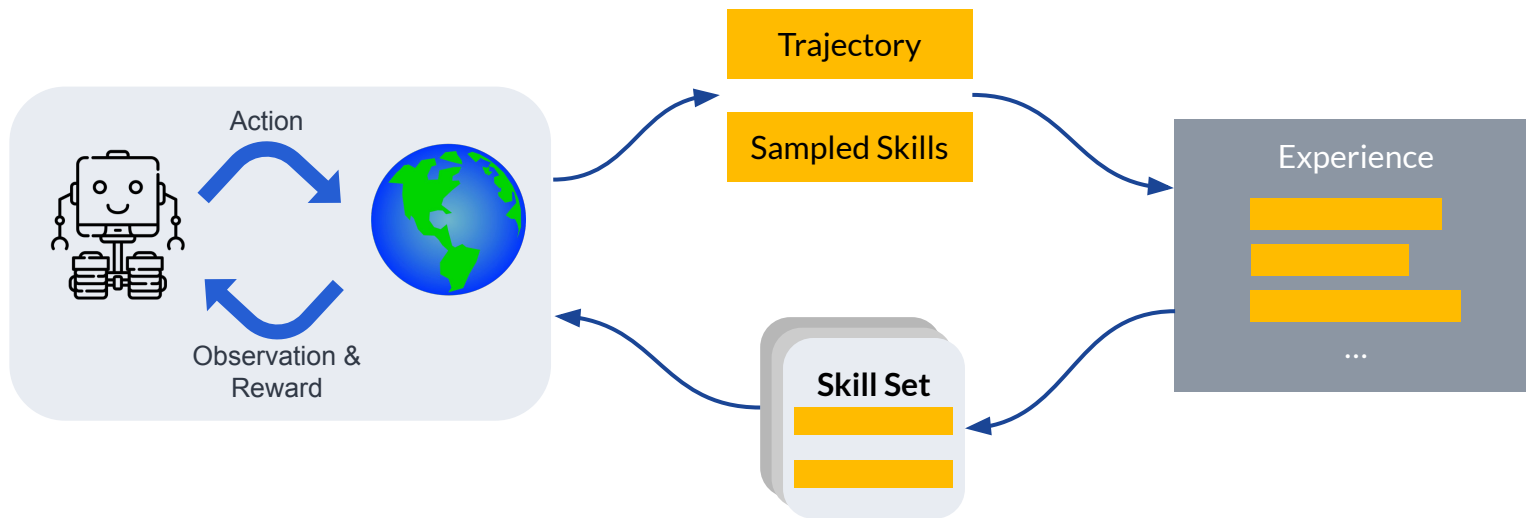 Action
Observation &
Reward
Trajectory
Sampled Skills
Experience
...
Skill Set